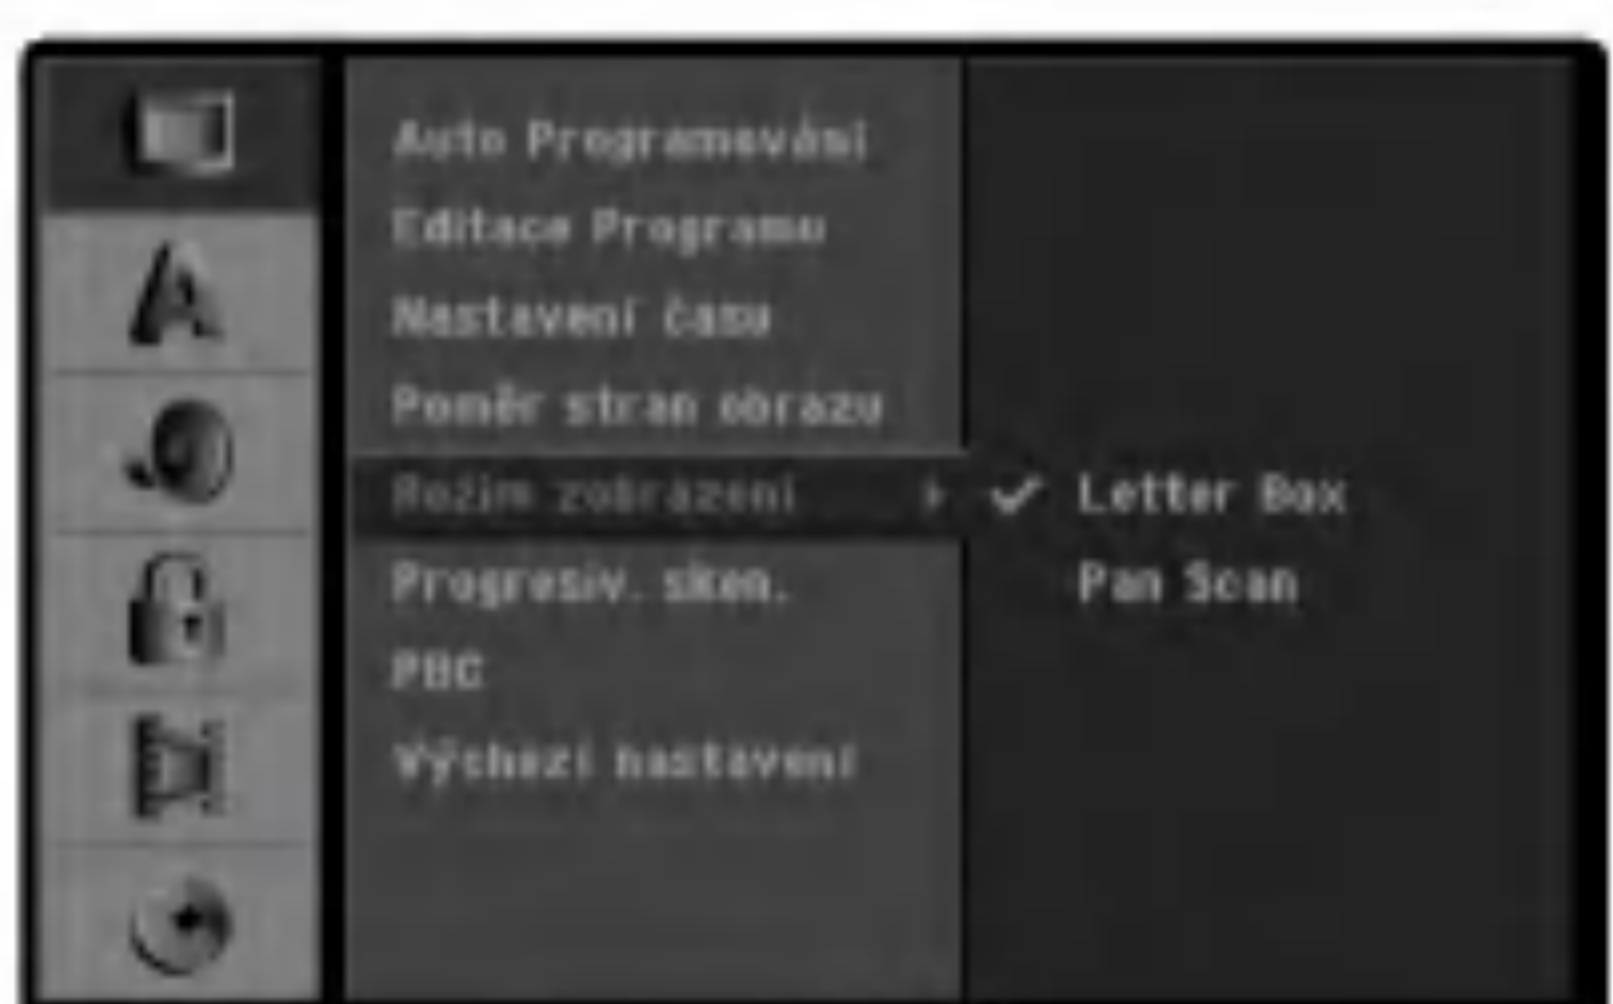 Auto Programování
Editace Programu
Nastavení času
Poměr stran obrazu
Režim zobrazení
Letter Box
Pan Scan
Progresiv. sken.
PBC
Výchozí nastavení